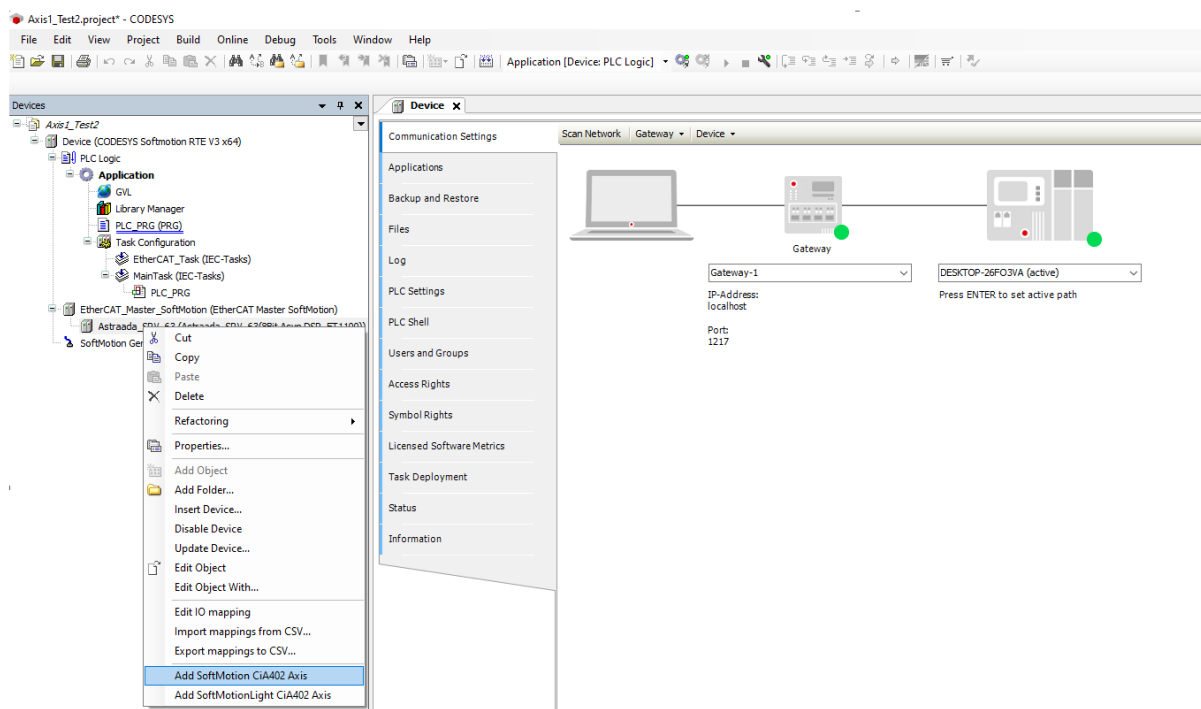 Axis1_Test2.project* - CODESYS
File Edit View Project Build Online Debug Tools Window Help
Application [Device: PLC Logic]
Devices
Axis1_Test2
Device (CODESYS Softmotion RTE V3 x64)
PLC Logic
Application
GVL
Library Manager
PLC_PRG (PRG)
Task Configuration
EtherCAT_Task (IEC-Tasks)
MainTask (IEC-Tasks)
PLC_PRG
EtherCAT_Master_SoftMotion (EtherCAT Master SoftMotion)
Astraada_SRV_63 (Astraada_SRV_63(8Bit Asyn DSP, ET1100))
SoftMotion Ger
Cut
Copy
Paste
Delete
Refactoring
Properties...
Add Object
Add Folder...
Insert Device...
Disable Device
Update Device...
Edit Object
Edit Object With...
Edit IO mapping
Import mappings from CSV...
Export mappings to CSV...
Add SoftMotion CiA402 Axis
Add SoftMotionLight CiA402 Axis
Device
Communication Settings
Applications
Backup and Restore
Files
Log
PLC Settings
PLC Shell
Users and Groups
Access Rights
Symbol Rights
Licensed Software Metrics
Task Deployment
Status
Information
Scan Network Gateway Device
Gateway
Gateway-1
IP-Address:
localhost
Port:
1217
DESKTOP-26FO3VA (active)
Press ENTER to set active path